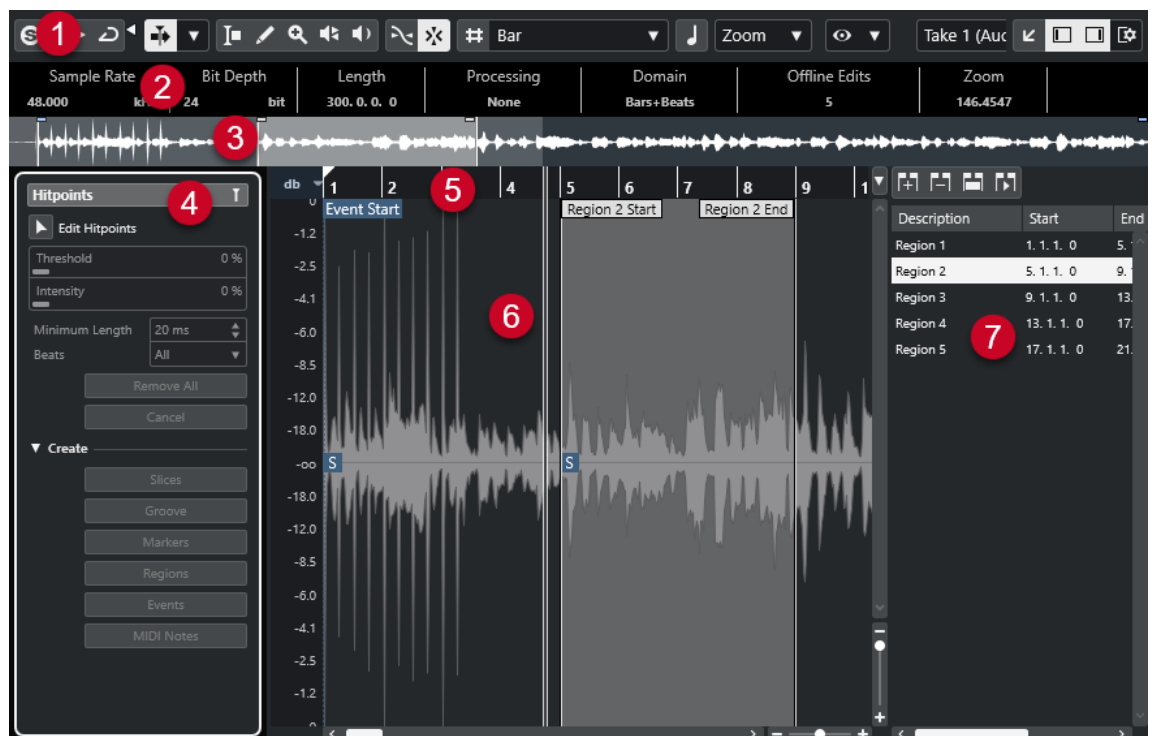 1
Bar
Zoom
Take 1 (Auc
2
Sample Rate Bit Depth Length Processing Domain Offline Edits Zoom
48.000 24 bit 300. 0. 0. 0 None Bars+Beats 5 146.4547
3
4
Hitpoints
Edit Hitpoints
Threshold 0 %
Intensity 0 %
Minimum Length 20 ms
Beats All
Remove All
Cancel
Create
Slices
Groove
Markers
Regions
Events
MIDI Notes
5
db 1 2 4 5 6 7 8 9 1
Event Start Region 2 Start Region 2 End
0
-1.2
-2.5
-4.1
-6.0
-8.5
-12.0
-18.0
-oo S S
-18.0
-12.0
-8.5
-6.0
-4.1
-2.5
-1.2
6
Description Start End
Region 1 1. 1. 1. 0 5.
Region 2 5. 1. 1. 0 9.
Region 3 9. 1. 1. 0 13.
Region 4 13. 1. 1. 0 17.
Region 5 17. 1. 1. 0 21.
7